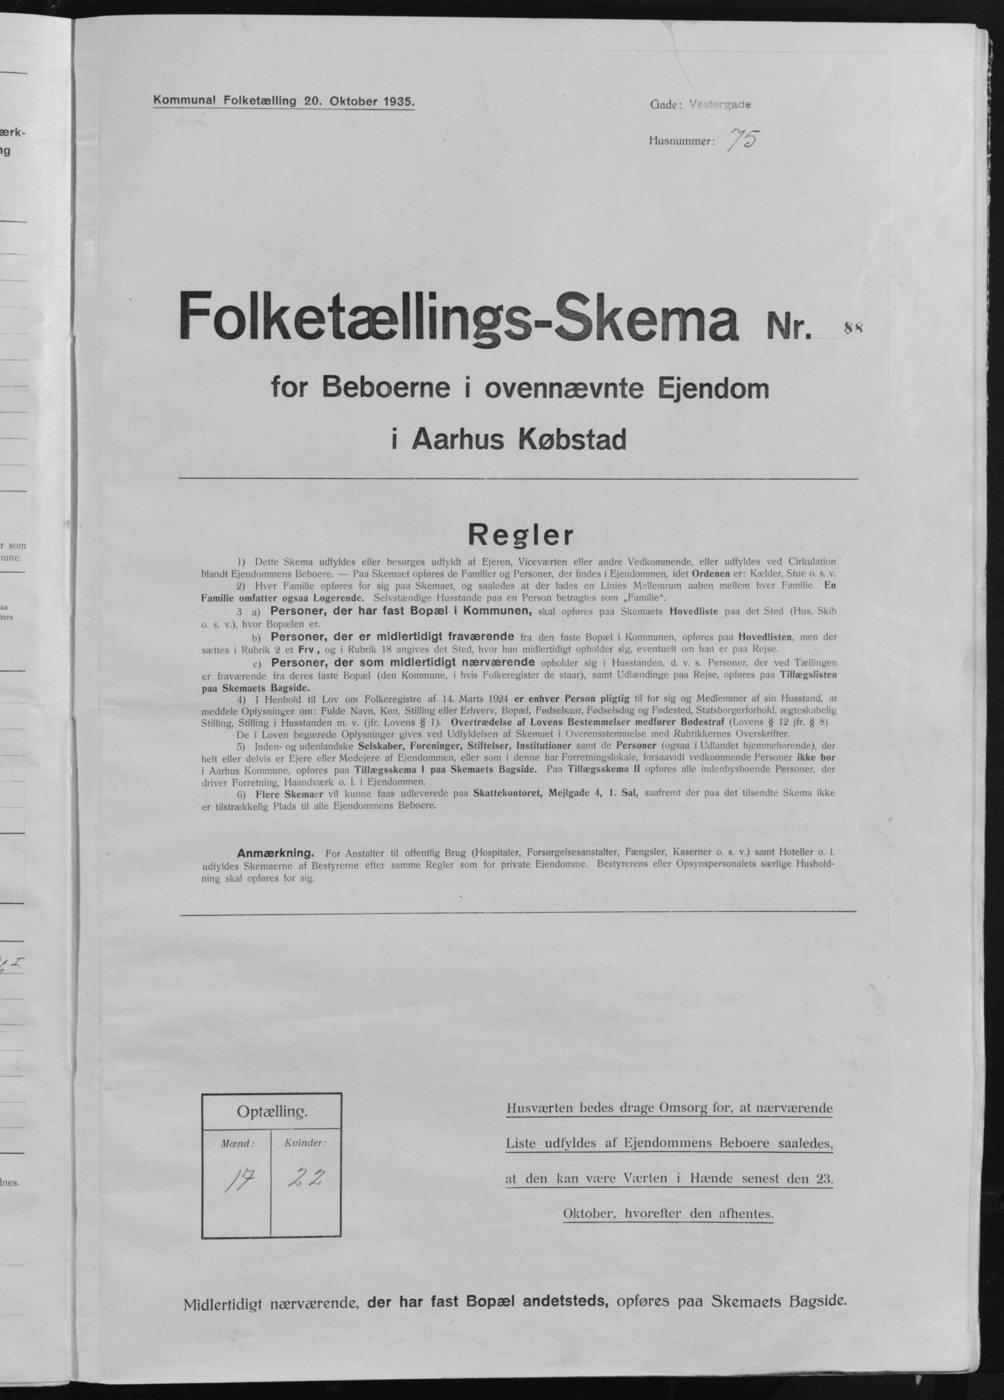 ærk-
ng
r som
mune.
aa
bers
lnes.
Kommunal Folketælling 20. Oktober 1935.
Gade: Vestergade
Husnummer: 75
Folketællings-Skema Nr. 88
for Beboerne i ovennævnte Ejendom
i Aarhus Købstad
Regler
1) Dette Skema udfyldes eller besørges udfyldt af Ejeren, Viceværten eller andre Vedkommende, eller udfyldes ved Cirkulation
blandt Ejendommens Beboere. — Paa Skemaet opføres de Familier og Personer, der findes i Ejendommen, idet Ordenen er: Kælder, Stue o. s. v.
2) Hver Familie opføres for sig paa Skemaet, og saaledes at der lades en Linies Mellemrum aaben mellem hver Familie. En
Familie omfatter ogsaa Logerende. Selvstændige Husstande paa en Person betragtes som „Familie“.
3 a) Personer, der har fast Bopæl i Kommunen, skal opføres paa Skemaets Hovedliste paa det Sted (Hus, Skib
o. s. v.), hvor Bopælen er.
b) Personer, der er midlertidigt fraværende fra den faste Bopæl i Kommunen, opføres paa Hovedlisten, men der
sættes i Rubrik 2 et Frv, og i Rubrik 18 angives det Sted, hvor han midlertidigt opholder sig, eventuelt om han er paa Rejse.
c) Personer, der som midlertidigt nærværende opholder sig i Husstanden, d. v. s. Personer, der ved Tællingen
er fraværende fra deres faste Bopæl (den Kommune, i hvis Folkeregister de staar), samt Udlændinge paa Rejse, opføres paa Tillægslisten
paa Skemaets Bagside.
4) I Henhold til Lov om Folkeregistre af 14. Marts 1924 er enhver Person pligtig til for sig og Medlemmer af sin Husstand, at
meddele Oplysninger om: Fulde Navn, Køn, Stilling eller Erhverv, Bopæl, Fødselsaar, Fødselsdag og Fødested, Statsborgerforhold, ægteskabelig
Stilling, Stilling i Husstanden m. v. (jfr. Lovens § 1). Overtrædelse af Lovens Bestemmelser medfører Bødestraf (Lovens § 12 jfr. § 8).
De i Loven begærede Oplysninger gives ved Udfyldelsen af Skemaet i Overensstemmelse med Rubrikkernes Overskrifter.
5) Inden- og udenlandske Selskaber, Foreninger, Stiftelser, Institutioner samt de Personer (ogsaa i Udlandet hjemmehørende), der
helt eller delvis er Ejere eller Medejere af Ejendommen, eller som i denne har Forretningslokale, forsaavidt vedkommende Personer ikke bor
i Aarhus Kommune, opføres paa Tillægsskema I paa Skemaets Bagside. Paa Tillægsskema II opføres alle indenbysboende Personer, der
driver Forretning, Haandværk o. l. i Ejendommen.
6) Flere Skemaer vil kunne faas udleverede paa Skattekontoret, Mejlgade 4, 1. Sal, saafremt der paa det tilsendte Skema ikke
er tilstrækkelig Plads til alle Ejendommens Beboere.
Anmærkning. For Anstalter til offentlig Brug (Hospitaler, Forsørgelsesanstalter, Fængsler, Kaserner o. s. v.) samt Hoteller o. l.
udfyldes Skemaerne af Bestyrerne efter samme Regler som for private Ejendomme. Bestyrerens eller Opsynspersonalets særlige Hushold-
ning skal opføres for sig.
Optælling.
Mænd: Kvinder:
17 22
Husværten bedes drage Omsorg for, at nærværende
Liste udfyldes af Ejendommens Beboere saaledes,
at den kan være Værten i Hænde senest den 23.
Oktober, hvorefter den afhentes.
Midlertidigt nærværende, der har fast Bopæl andetsteds, opføres paa Skemaets Bagside.